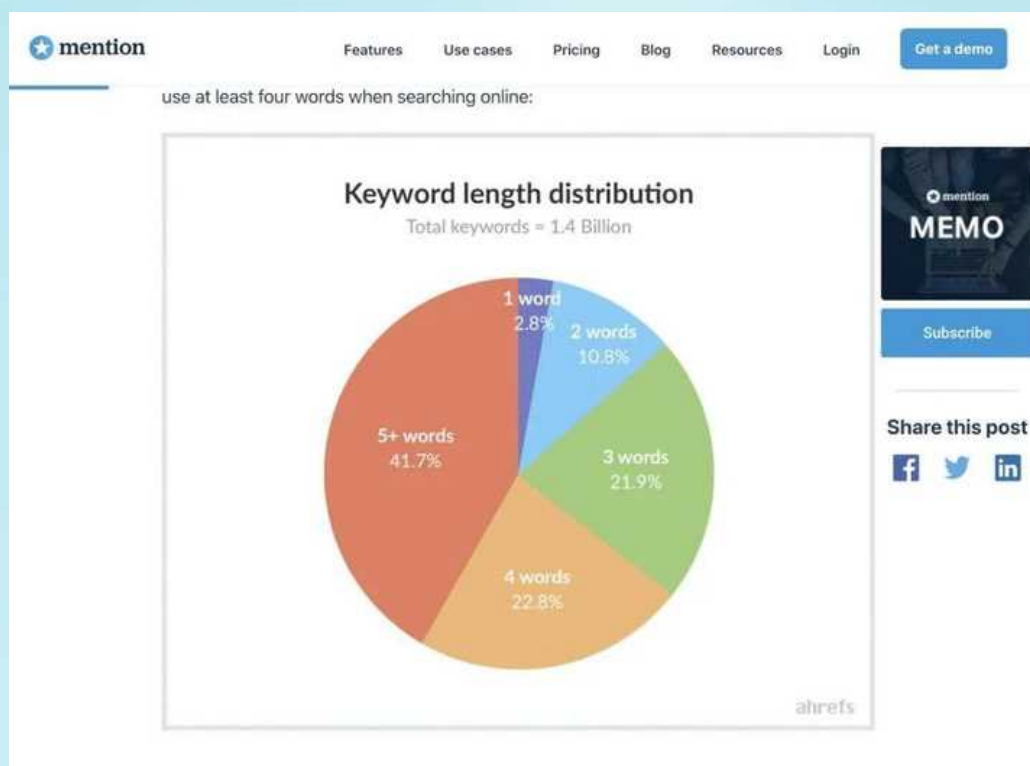 mention
Features Use cases Pricing Blog Resources Login Get a demo
use at least four words when searching online:
Keyword length distribution
Total keywords = 1.4 Billion
1 word
2.8%
2 words
10.8%
3 words
21.9%
4 words
22.8%
5+ words
41.7%
ahrefs
mention
MEMO
Subscribe
Share this post
f
in